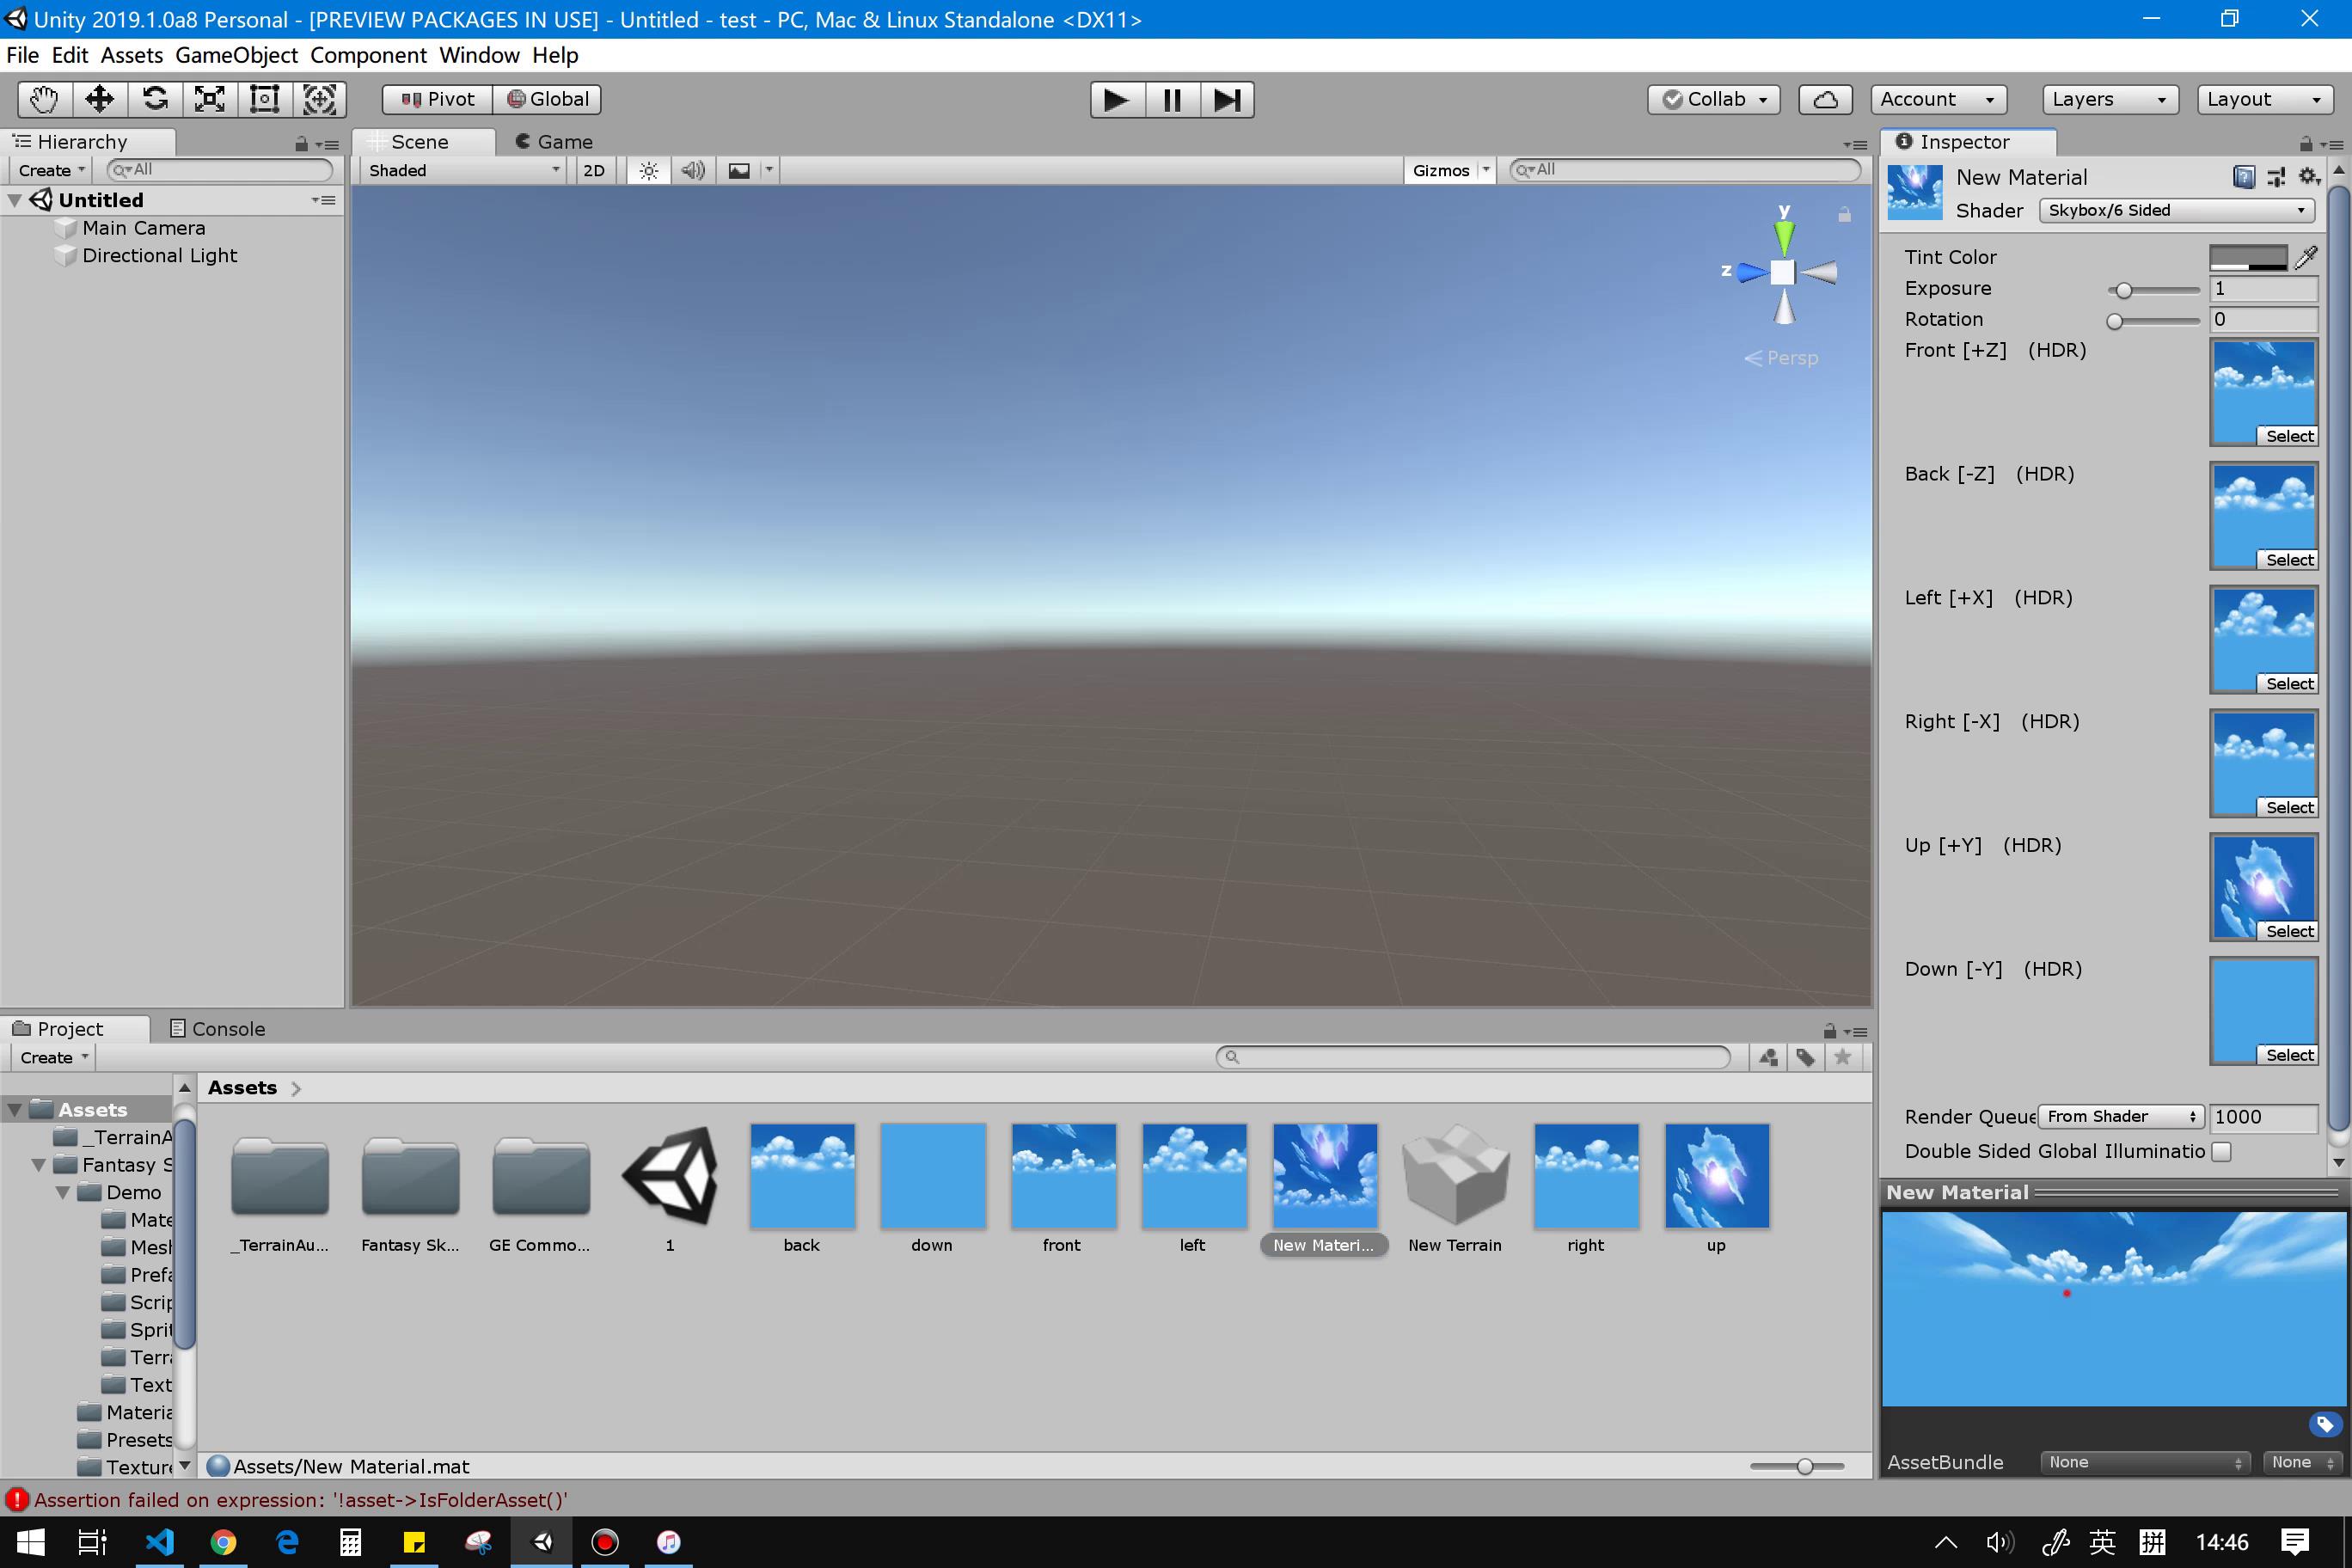 Unity 2019.1.0a8 Personal - [PREVIEW PACKAGES IN USE] - Untitled - test - PC, Mac & Linux Standalone <DX11>
File Edit Assets GameObject Component Window Help
Pivot Global Collab Account Layers Layout
Hierarchy
Create All
Untitled
Main Camera
Directional Light
Scene Game
Shaded 2D Gizmos All
y
z
Persp
Inspector
New Material
Shader Skybox/6 Sided
Tint Color
Exposure 1
Rotation 0
Front [+Z] (HDR)
Select
Back [-Z] (HDR)
Select
Left [+X] (HDR)
Select
Right [-X] (HDR)
Select
Up [+Y] (HDR)
Select
Down [-Y] (HDR)
Select
Render Queue From Shader 1000
Double Sided Global Illuminatio
New Material
AssetBundle None None
Project Console
Create
Assets
_TerrainA
Fantasy S
Demo
Mate
Mesh
Prefa
Scrip
Sprit
Terra
Text
Materia
Presets
Texture
Assets
_TerrainAu... Fantasy Sk... GE Commo... 1 back down front left New Materi... New Terrain right up
Assets/New Material.mat
Assertion failed on expression: '!asset->IsFolderAsset()'
英 拼 14:46